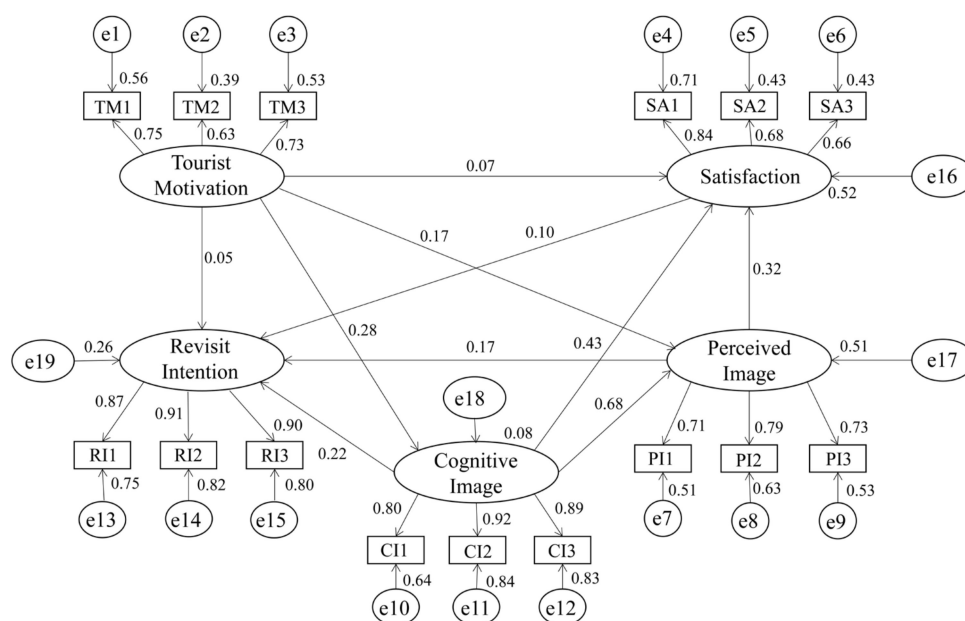 e1
e2
e3
e4
e5
e6
0.56
0.39
0.53
0.71
0.43
0.43
TM1
TM2
TM3
SA1
SA2
SA3
0.75
0.63
0.73
0.84
0.68
0.66
Tourist
Motivation
0.07
Satisfaction
0.52
e16
0.05
0.17
0.10
0.32
0.28
0.43
e19
0.26
Revisit
Intention
0.17
Perceived
Image
0.51
e17
0.87
0.91
0.90
e18
0.68
0.71
0.79
0.73
RI1
RI2
RI3
0.22
0.08
Cognitive
Image
PI1
PI2
PI3
0.75
0.82
0.80
0.51
0.63
0.53
e13
e14
e15
0.80
0.92
0.89
e7
e8
e9
CI1
CI2
CI3
0.64
0.84
0.83
e10
e11
e12